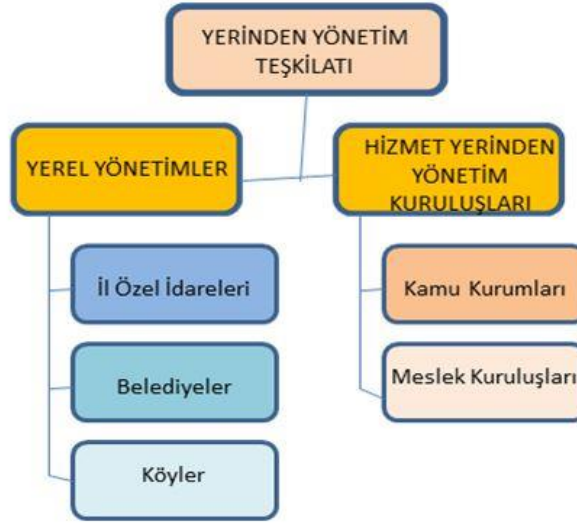 YERİNDEN YÖNETİM
TEŞKİLATI
YEREL YÖNETİMLER
HİZMET YERİNDEN
YÖNETİM
KURULUŞLARI
İl Özel İdareleri
Belediyeler
Köyler
Kamu Kurumları
Meslek Kuruluşları